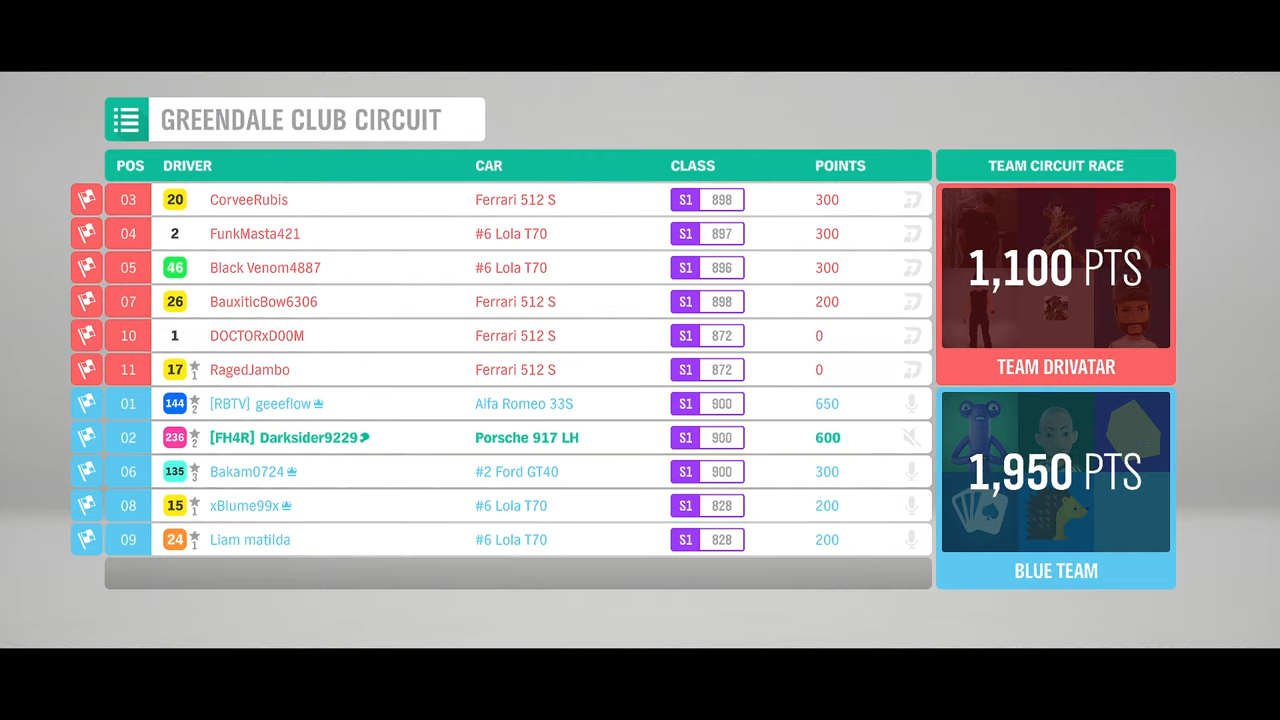 GREENDALE CLUB CIRCUIT
POS DRIVER CAR CLASS POINTS
03 20 CorveeRubis Ferrari 512 S S1 898 300
04 2 FunkMasta421 #6 Lola T70 S1 897 300
05 46 Black Venom4887 #6 Lola T70 S1 896 300
07 26 BauxiticBow6306 Ferrari 512 S S1 898 200
10 1 DOCTORxD00M Ferrari 512 S S1 872 0
11 17 1 RagedJambo Ferrari 512 S S1 872 0
01 144 2 [RBTV] geeeflow Alfa Romeo 33S S1 900 650
02 236 2 [FH4R] Darksider9229 Porsche 917 LH S1 900 600
06 135 3 Bakam0724 #2 Ford GT40 S1 900 300
08 15 1 xBlume99x #6 Lola T70 S1 828 200
09 24 1 Liam matilda #6 Lola T70 S1 828 200
TEAM CIRCUIT RACE
1,100 PTS
TEAM DRIVATAR
1,950 PTS
BLUE TEAM